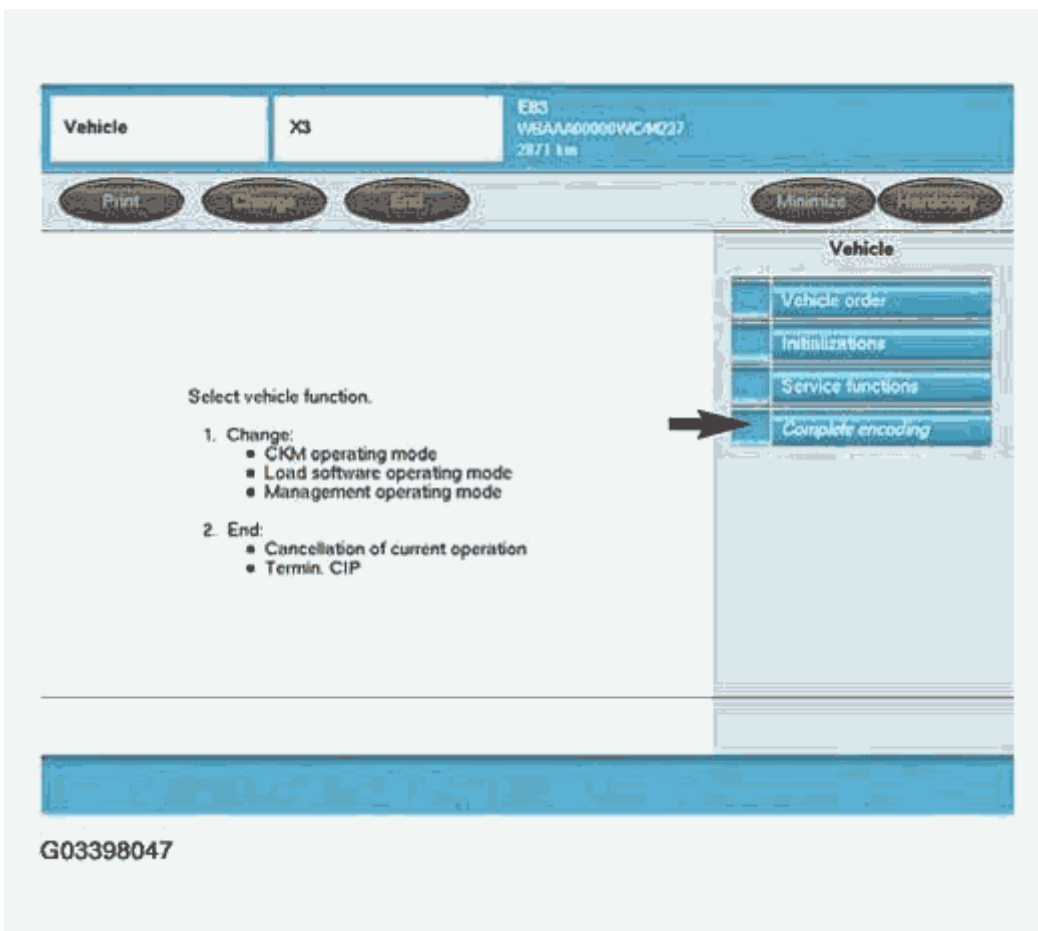 Vehicle
X3
E83
2871 km
Print
Change
End
Minimize
Hardcopy
Vehicle
Vehicle order
Initializations
Service functions
Complete encoding
Select vehicle function.
1. Change:
• CKM operating mode
• Load software operating mode
• Management operating mode
2. End:
• Cancellation of current operation
• Termin. CIP
G03398047